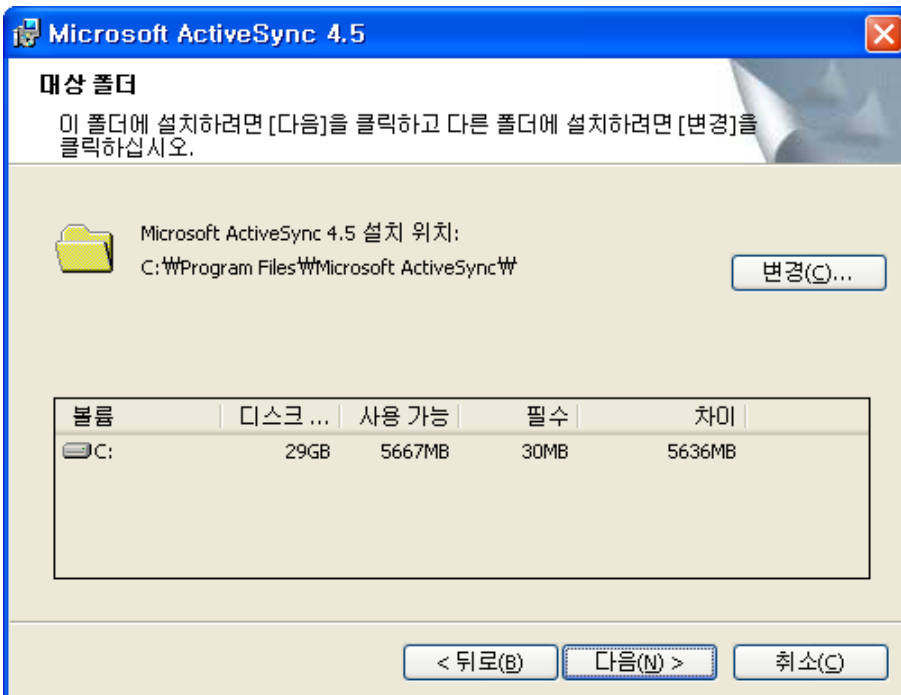 Microsoft ActiveSync 4.5
대상 폴더
이 폴더에 설치하려면 [다음]을 클릭하고 다른 폴더에 설치하려면 [변경]을
클릭하십시오.
Microsoft ActiveSync 4.5 설치 위치:
C:₩Program Files₩Microsoft ActiveSync₩
변경(C)...
볼륨 디스크 ... 사용 가능 필수 차이
C: 29GB 5667MB 30MB 5636MB
< 뒤로(B) 다음(N) > 취소(C)